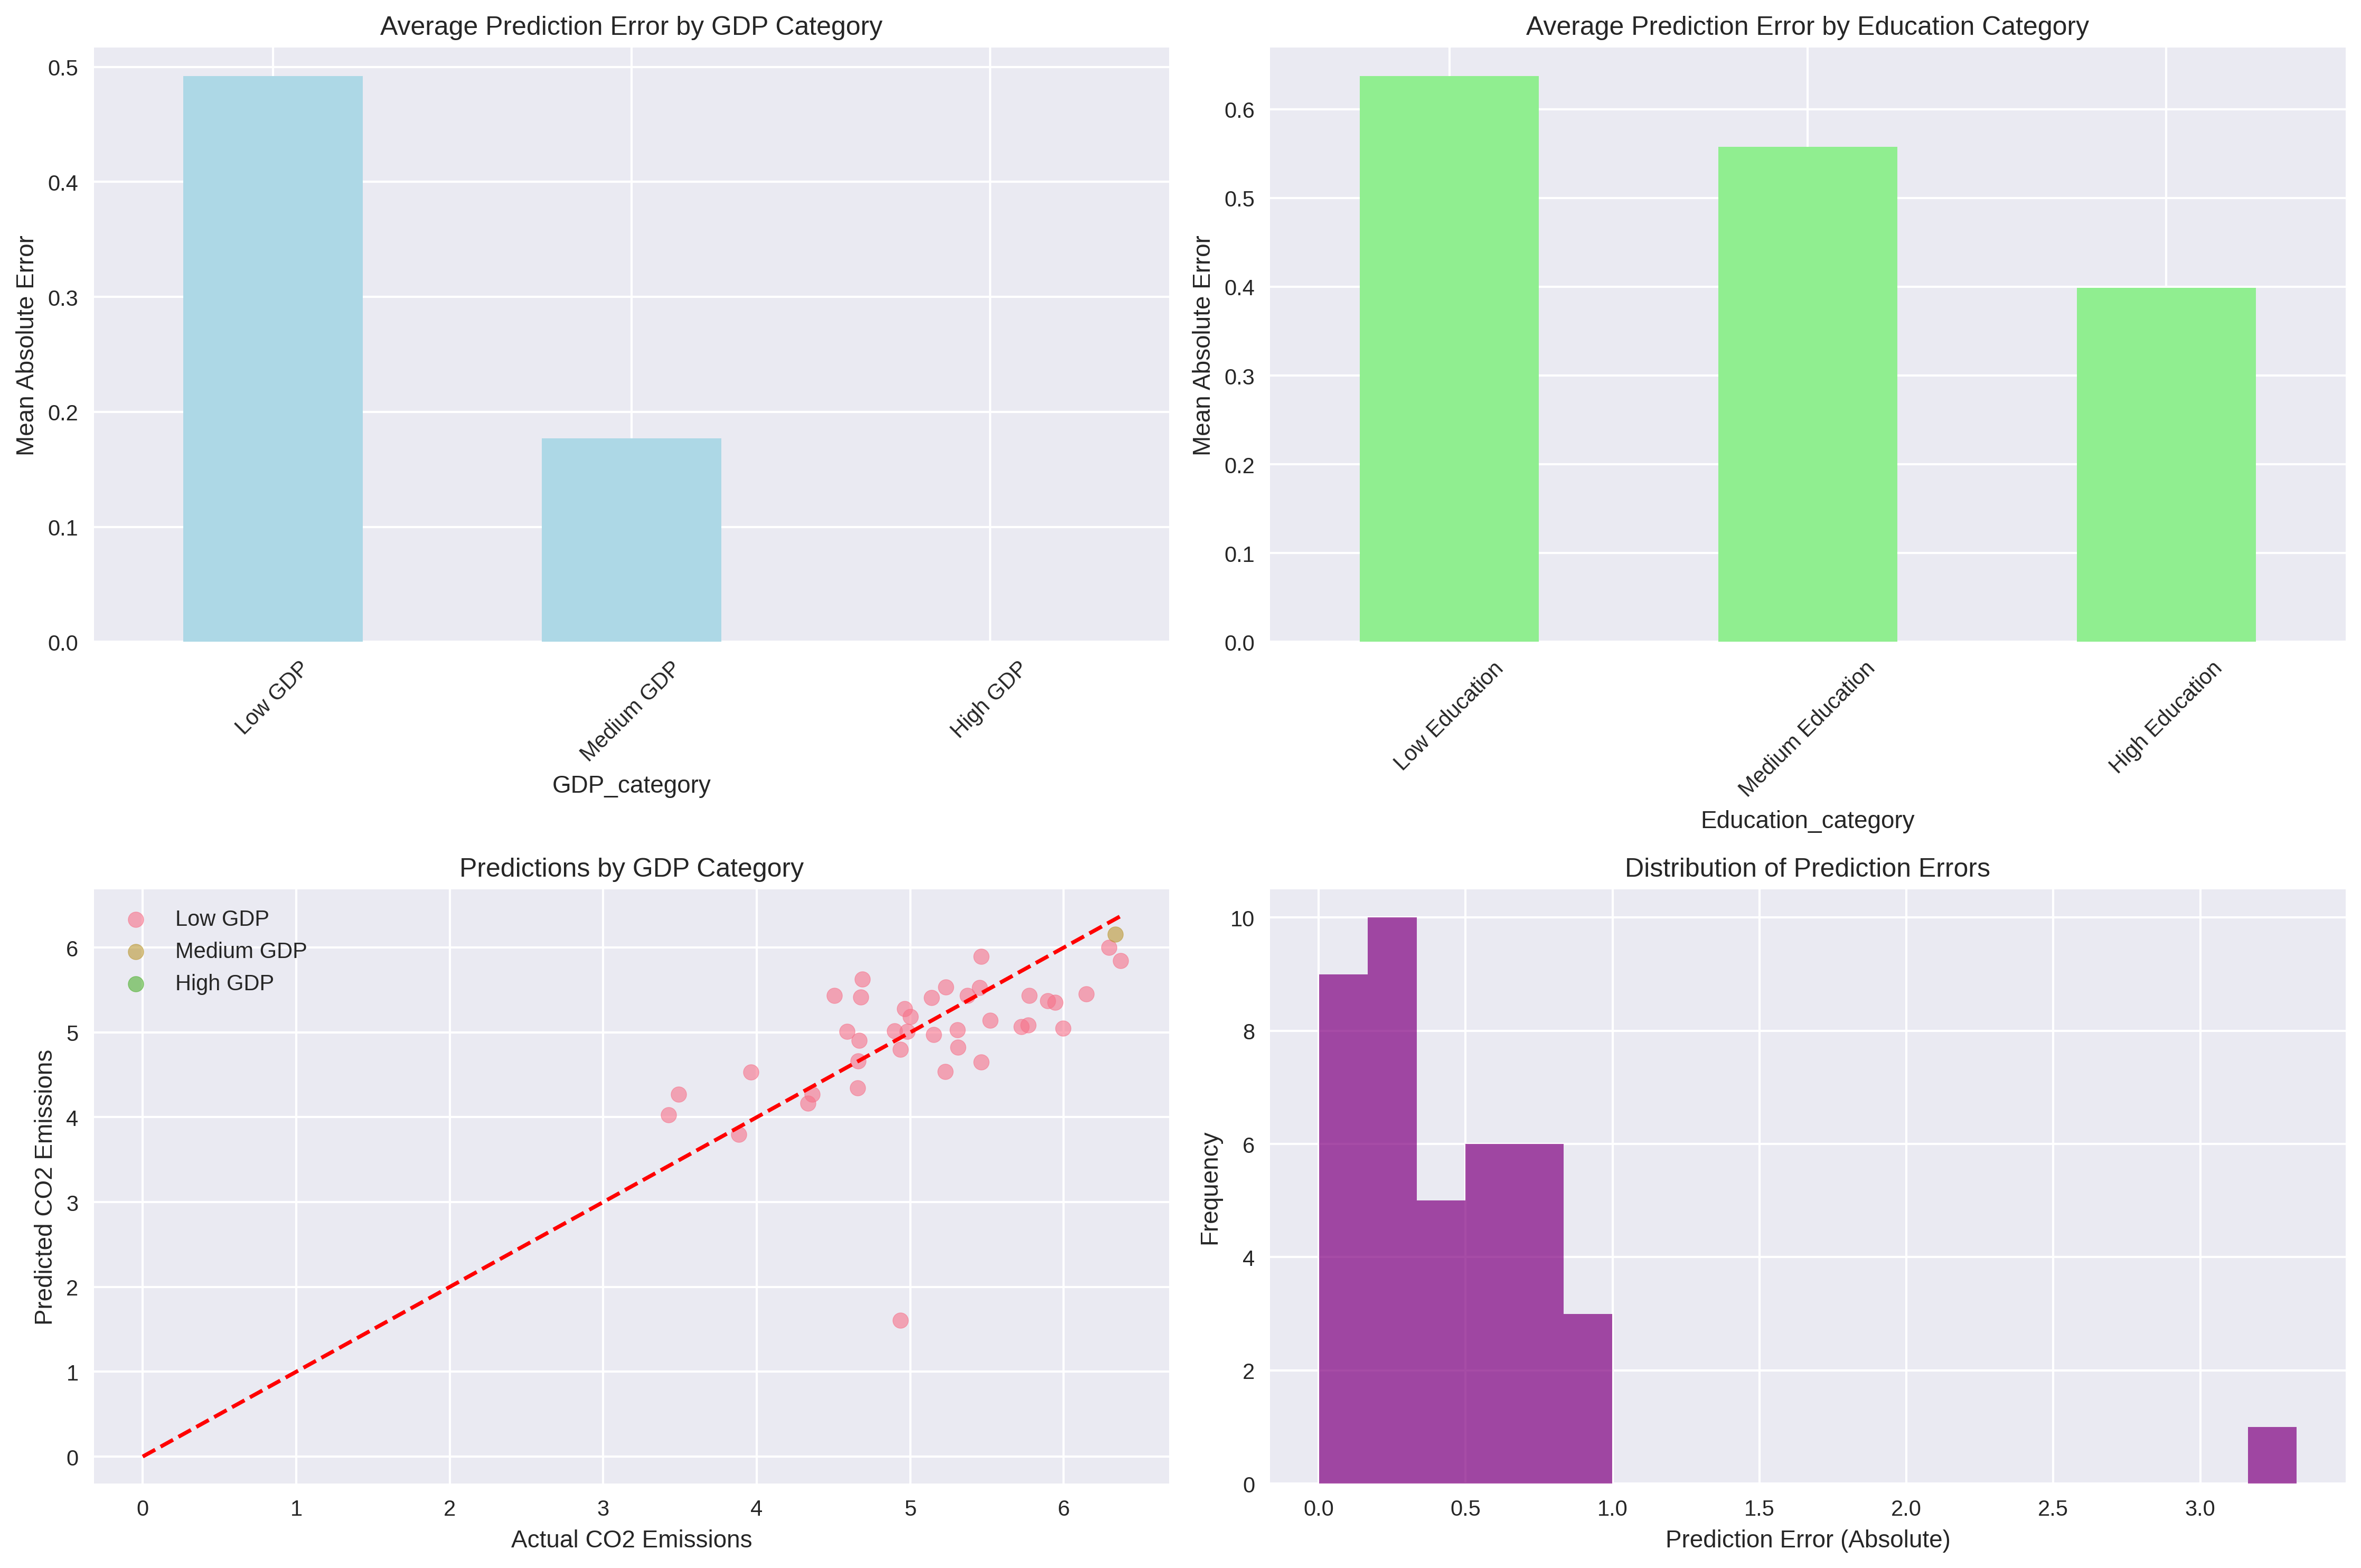 Average Prediction Error by GDP Category
Mean Absolute Error
0.5
0.4
0.3
0.2
0.1
0.0
Low GDP
Medium GDP
High GDP
GDP_category
Average Prediction Error by Education Category
Mean Absolute Error
0.6
0.5
0.4
0.3
0.2
0.1
0.0
Low Education
Medium Education
High Education
Education_category
Predictions by GDP Category
Low GDP
Medium GDP
High GDP
Predicted CO2 Emissions
6
5
4
3
2
1
0
0 1 2 3 4 5 6
Actual CO2 Emissions
Distribution of Prediction Errors
Frequency
10
8
6
4
2
0
0.0 0.5 1.0 1.5 2.0 2.5 3.0
Prediction Error (Absolute)